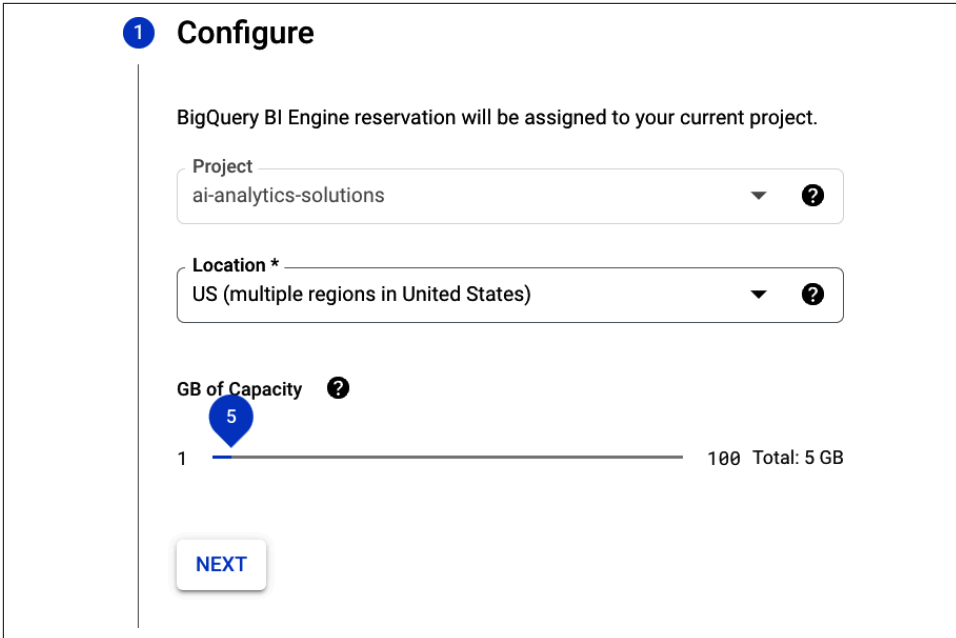 1 Configure
BigQuery BI Engine reservation will be assigned to your current project.
Project
ai-analytics-solutions
?
Location *
US (multiple regions in United States)
?
GB of Capacity ?
5
1 100 Total: 5 GB
NEXT